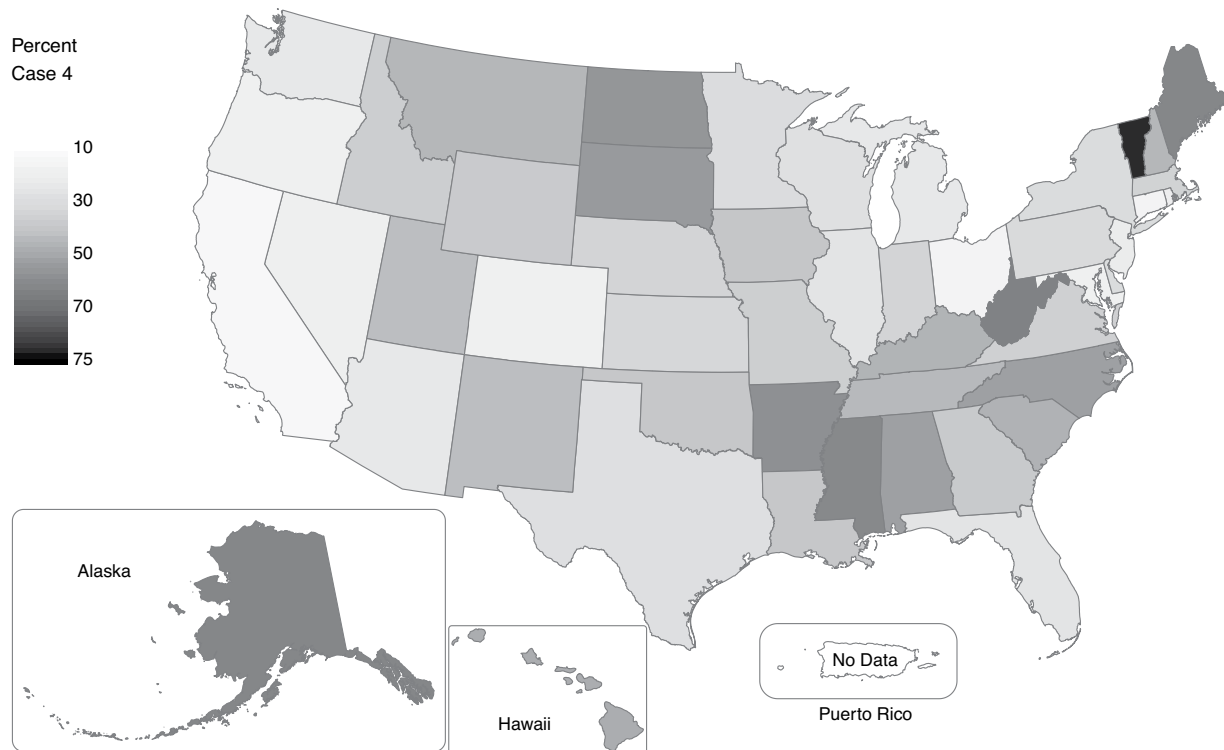 Percent
Case 4
10
30
50
70
75
Alaska
Hawaii
No Data
Puerto Rico